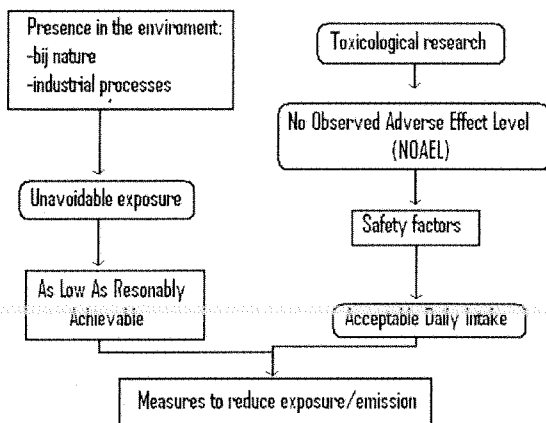 Presence in the enviroment:
-bij nature
-industrial processes
Unavoidable exposure
As Low As Resonably
Achievable
Toxicological research
No Observed Adverse Effect Level
(NOAEL)
Safety factors
Acceptable Daily Intake
Measures to reduce exposure/emission